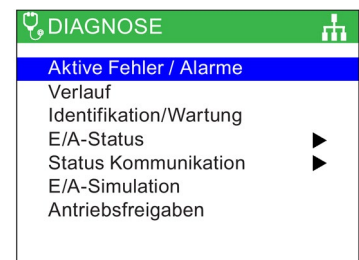 DIAGNOSE
Aktive Fehler / Alarme
Verlauf
Identifikation/Wartung
E/A-Status
Status Kommunikation
E/A-Simulation
Antriebsfreigaben